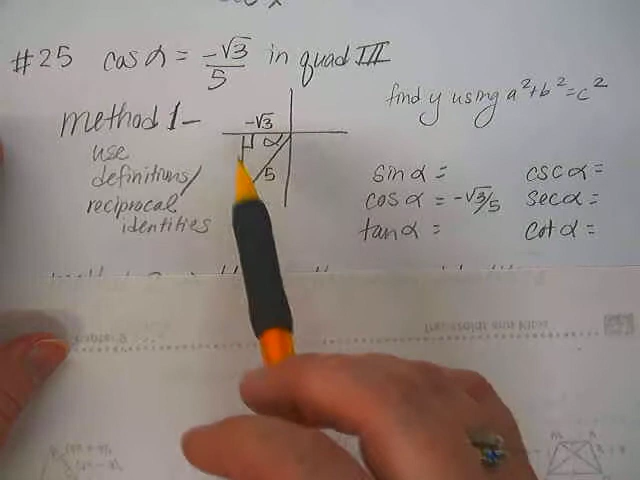 #25 cos α = -√3/5 in quad III
method 1-
use
definitions/
reciprocal
identities
-√3
α
5
find y using a²+b²=c²
sin α = csc α =
cos α = -√3/5 sec α =
tan α = cot α =